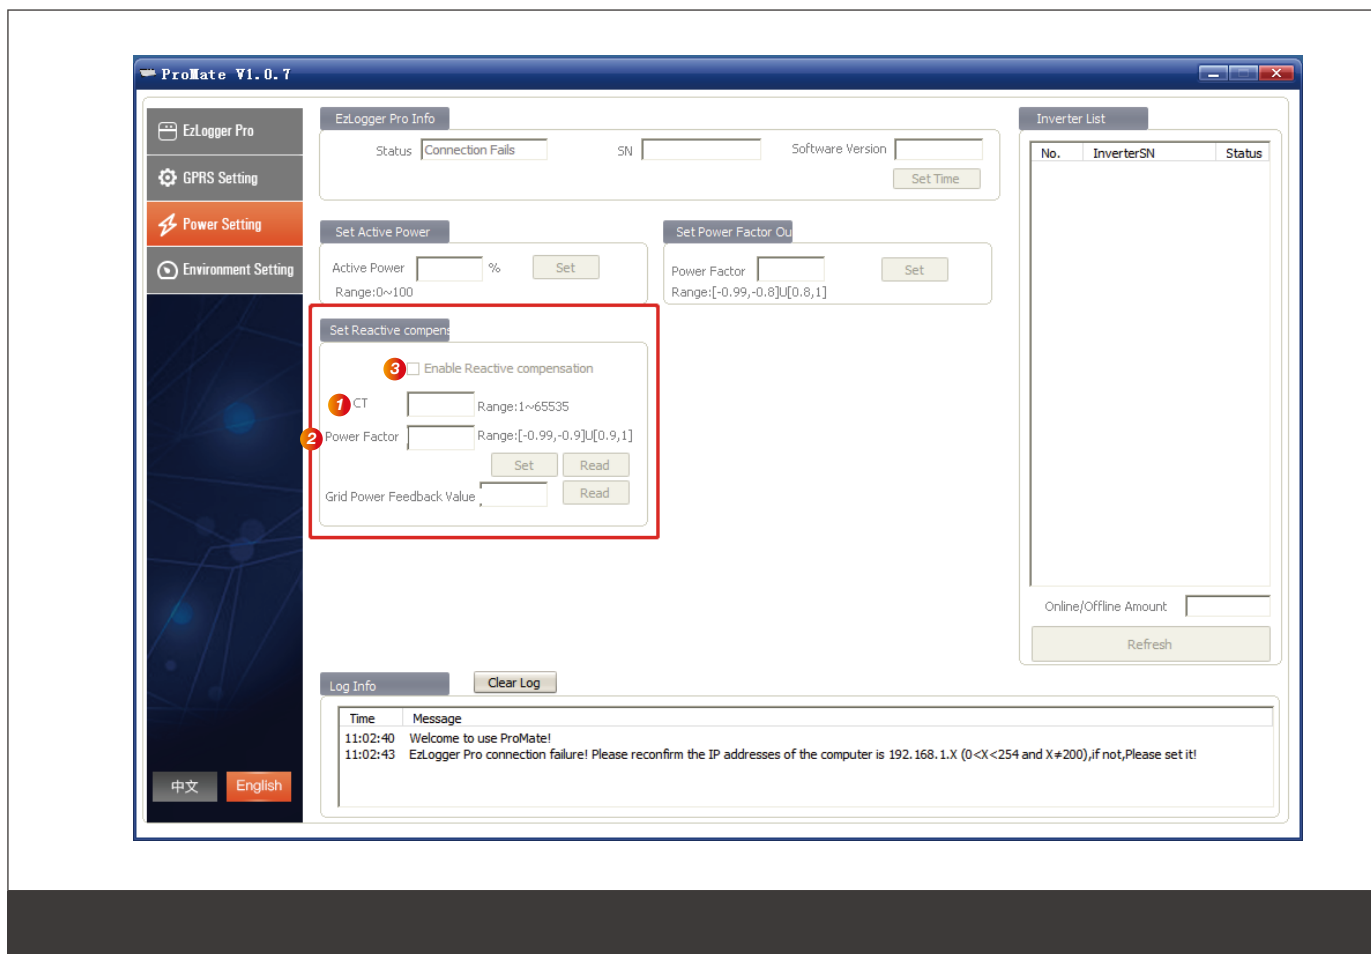 ProMate V1.0.7
EzLogger Pro
GPRS Setting
Power Setting
Environment Setting
中文 English
EzLogger Pro Info
Status Connection Fails SN Software Version
Set Time
Set Active Power
Active Power % Set
Range:0~100
Set Power Factor Ou
Power Factor Set
Range:[-0.99,-0.8]U[0.8,1]
Set Reactive compens
3 Enable Reactive compensation
1 CT Range:1~65535
2 Power Factor Range:[-0.99,-0.9]U[0.9,1]
Set Read
Grid Power Feedback Value Read
Inverter List
No. InverterSN Status
Online/Offline Amount
Refresh
Log Info Clear Log
Time Message
11:02:40 Welcome to use ProMate!
11:02:43 EzLogger Pro connection failure! Please reconfirm the IP addresses of the computer is 192.168.1.X (0<X<254 and X≠200),if not,Please set it!